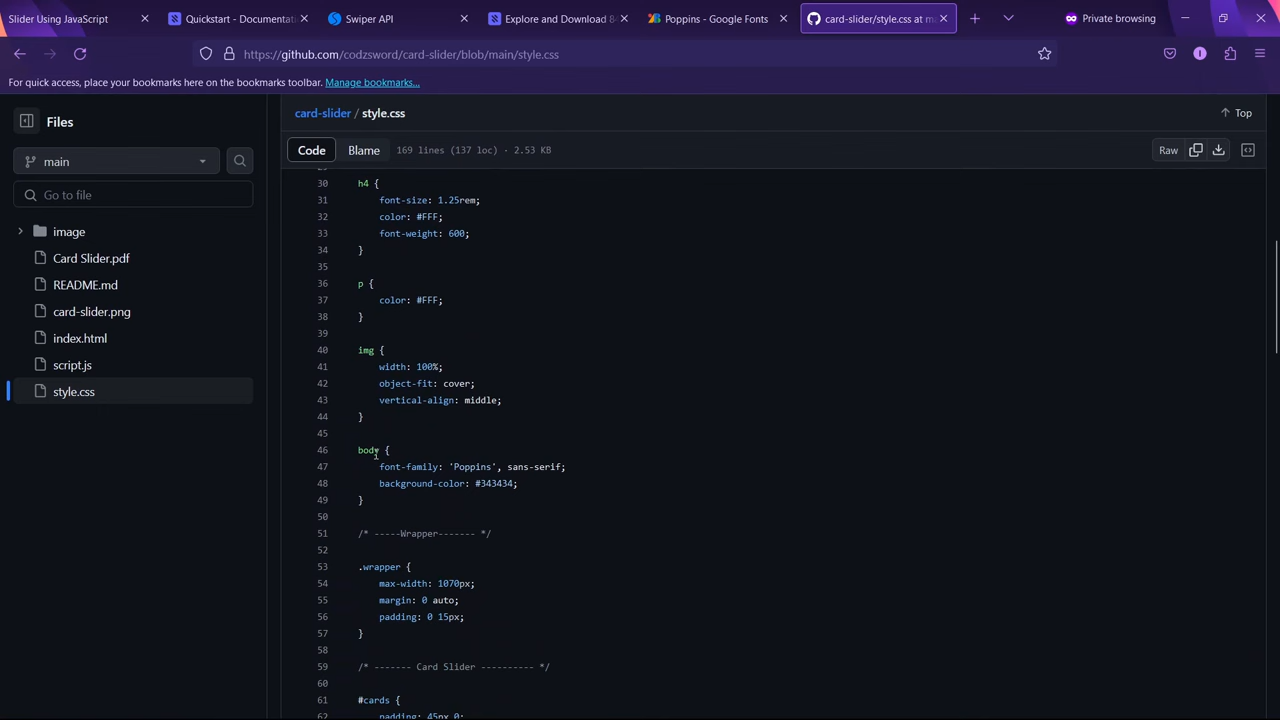 Slider Using JavaScript
Quickstart - Documentati
Swiper API
Explore and Download 8
Poppins - Google Fonts
card-slider/style.css at m
Private browsing
https://github.com/codzsword/card-slider/blob/main/style.css
For quick access, place your bookmarks here on the bookmarks toolbar. Manage bookmarks...
Files
card-slider / style.css
Top
main
Code Blame 169 lines (137 loc) · 2.53 KB
Raw
Go to file
image
Card Slider.pdf
README.md
card-slider.png
index.html
script.js
style.css
30 h4 {
31 font-size: 1.25rem;
32 color: #FFF;
33 font-weight: 600;
34 }
35
36 p {
37 color: #FFF;
38 }
39
40 img {
41 width: 100%;
42 object-fit: cover;
43 vertical-align: middle;
44 }
45
46 body {
47 font-family: 'Poppins', sans-serif;
48 background-color: #343434;
49 }
50
51 /* -----Wrapper------- */
52
53 .wrapper {
54 max-width: 1070px;
55 margin: 0 auto;
56 padding: 0 15px;
57 }
58
59 /* ------- Card Slider ---------- */
60
61 #cards {
62 padding: 45px 0;